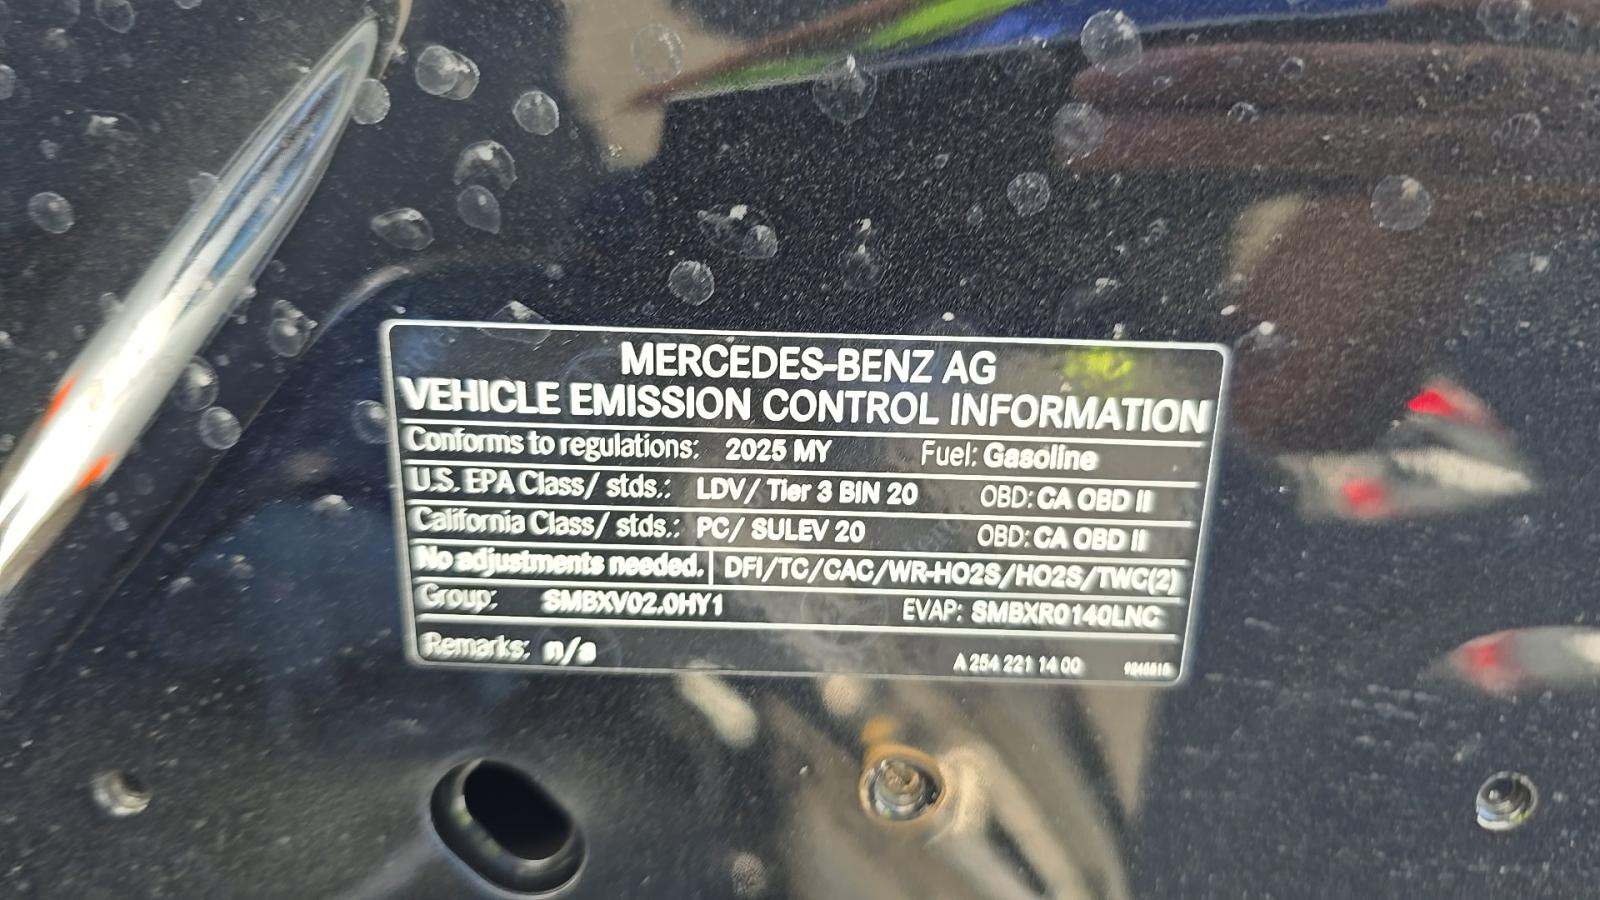 MERCEDES-BENZ AG
VEHICLE EMISSION CONTROL INFORMATION
Conforms to regulations: 2025 MY Fuel: Gasoline
U.S. EPA Class/ stds.: LDV/ Tier 3 BIN 20 OBD: CA OBD II
California Class/ stds.: PC/ SULEV 20 OBD: CA OBD II
No adjustments needed. DFI/TC/CAC/WR-HO2S/HO2S/TWC(2)
Group: SMBXV02.0HY1 EVAP: SMBXR0140LNC
Remarks: n/a A 254 221 14 00